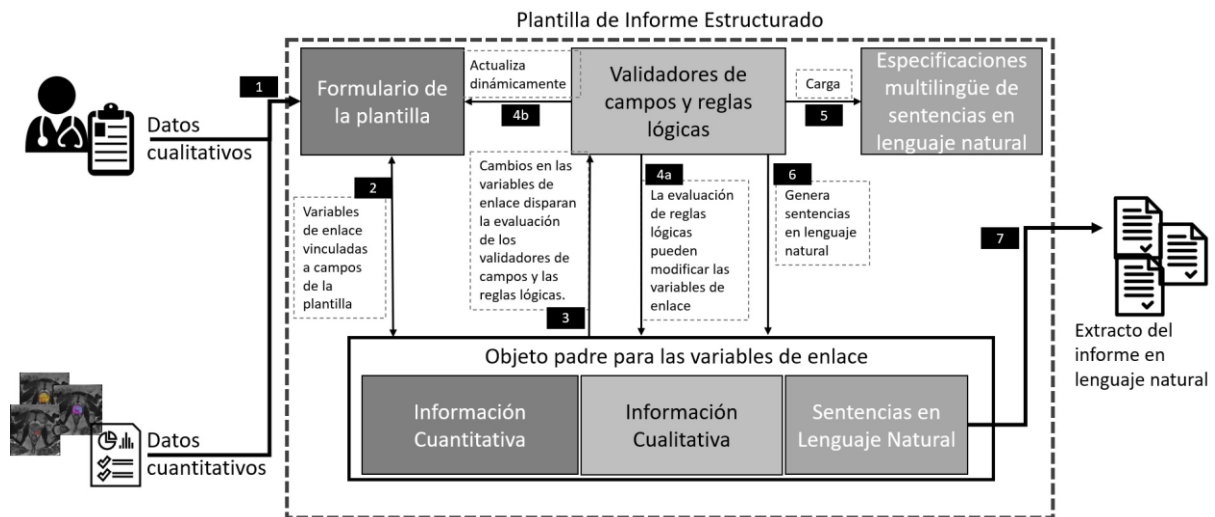 Plantilla de Informe Estructurado
1
Datos
cualitativos
Formulario de
la plantilla
Actualiza
dinámicamente
4b
Validadores de
campos y reglas
lógicas
Carga
5
Especificaciones
multilingüe de
sentencias en
lenguaje natural
2
Variables
de enlace
vinculadas
a campos
de la
plantilla
Cambios en las
variables de
enlace disparan
la evaluación
de los
validadores de
campos y las
reglas lógicas.
3
4a
La evaluación
de reglas
lógicas
pueden
modificar las
variables de
enlace
6
Genera
sentencias
en lenguaje
natural
7
Extracto del
informe en
lenguaje natural
Datos
cuantitativos
Objeto padre para las variables de enlace
Información
Cuantitativa
Información
Cualitativa
Sentencias en
Lenguaje Natural